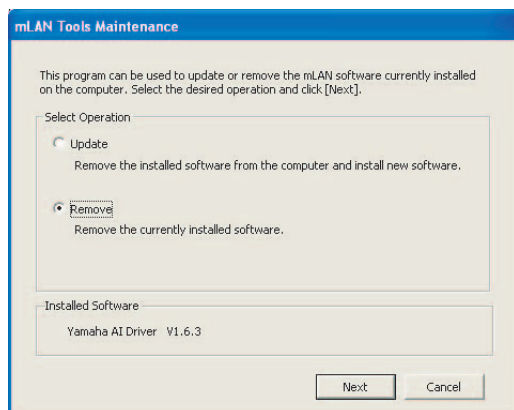 mLAN Tools Maintenance
This program can be used to update or remove the mLAN software currently installed
on the computer. Select the desired operation and click [Next].
Select Operation
Update
Remove the installed software from the computer and install new software.
Remove
Remove the currently installed software.
Installed Software
Yamaha AI Driver V1.6.3
Next Cancel